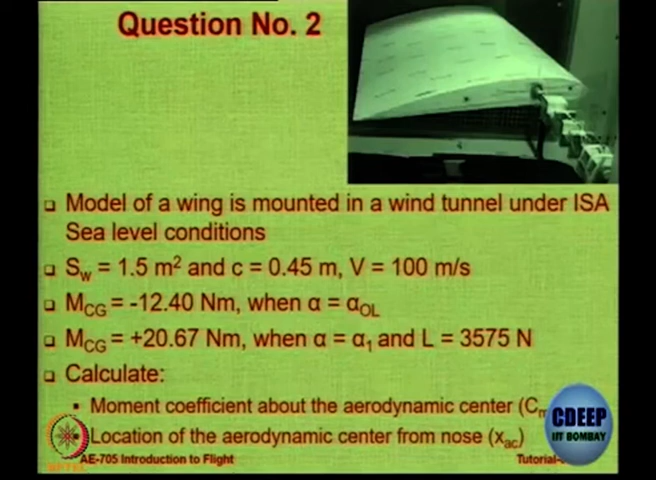 Question No. 2
Model of a wing is mounted in a wind tunnel under ISA
Sea level conditions
Sw = 1.5 m² and c = 0.45 m, V = 100 m/s
MCG = -12.40 Nm, when α = αOL
MCG = +20.67 Nm, when α = α1 and L = 3575 N
Calculate:
Moment coefficient about the aerodynamic center (Cm
Location of the aerodynamic center from nose (xac)
CDEEP
IIT BOMBAY
NPTEL
AE-705 Introduction to Flight